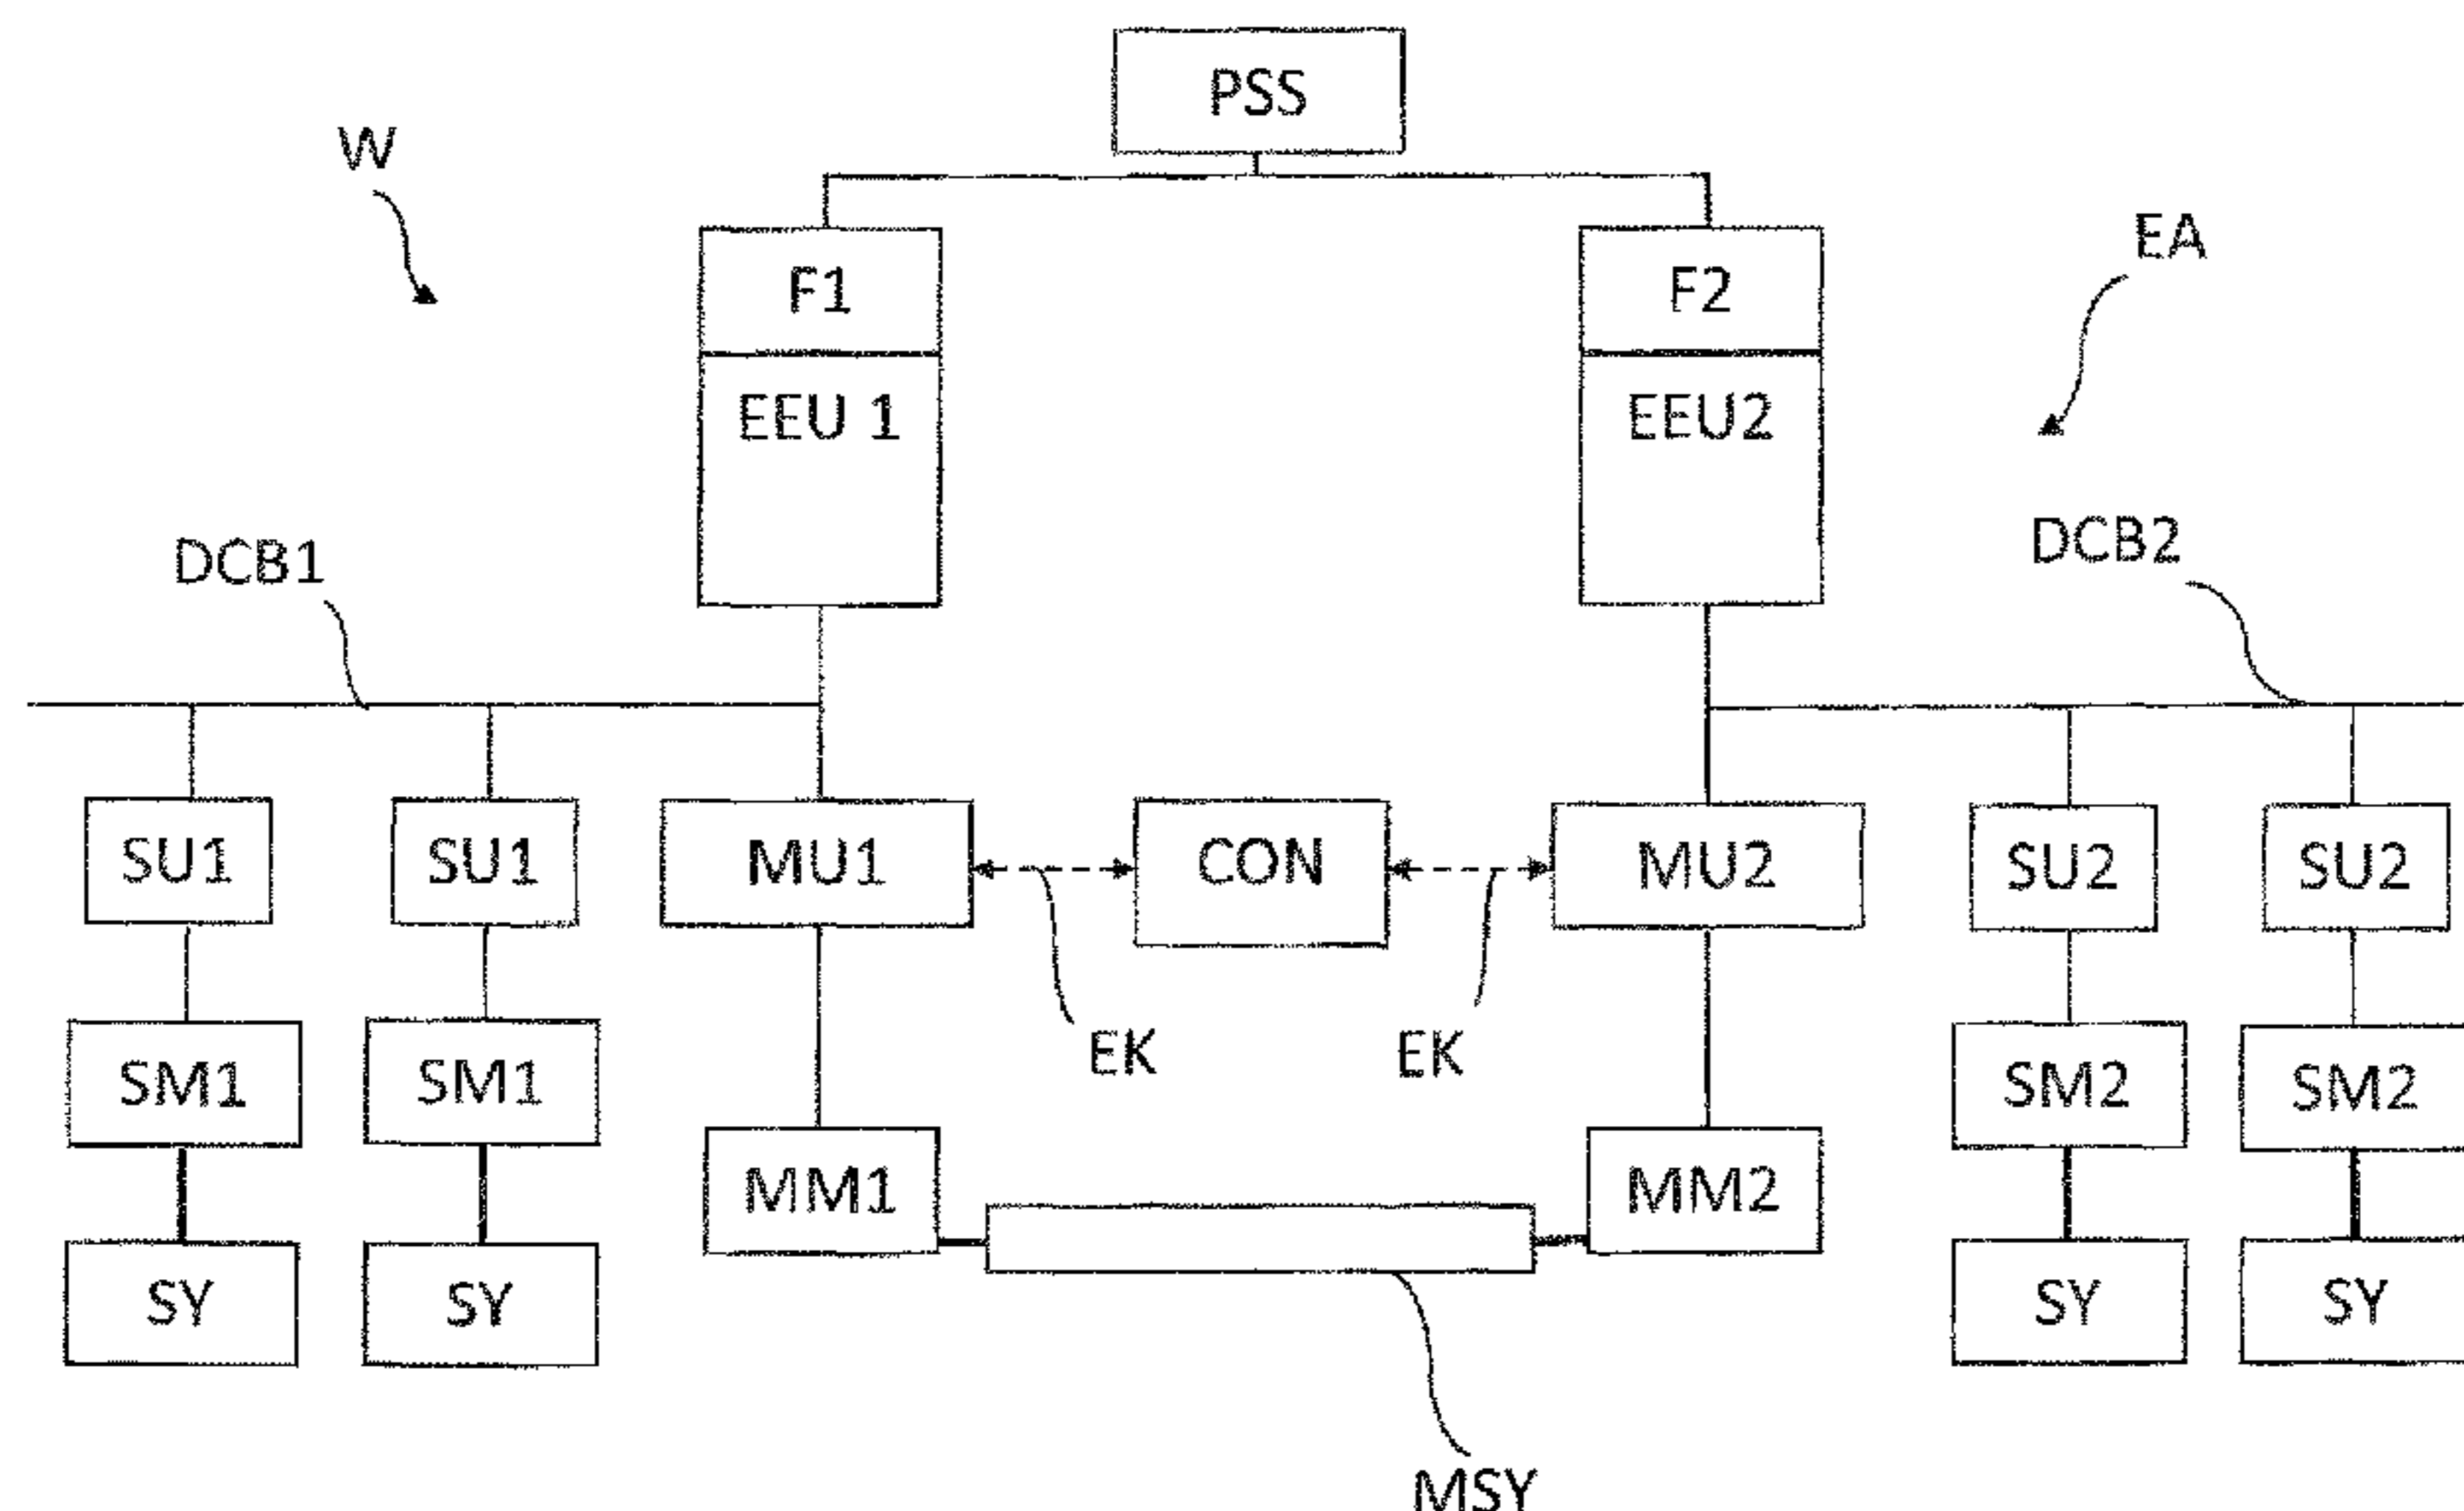 PSS
W
F1
F2
EA
EEU 1
EEU2
DCB1
DCB2
SU1
SU1
MU1
CON
MU2
SU2
SU2
EK
EK
SM1
SM1
SM2
SM2
MM1
MM2
SY
SY
SY
SY
MSY